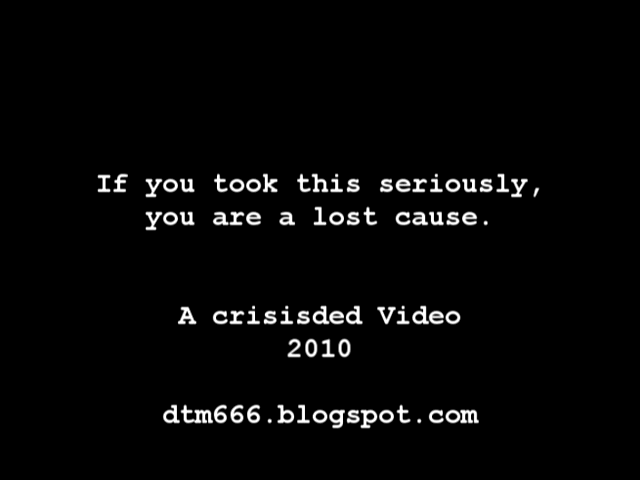 If you took this seriously,
you are a lost cause.
A crisisded Video
2010
dtm666.blogspot.com